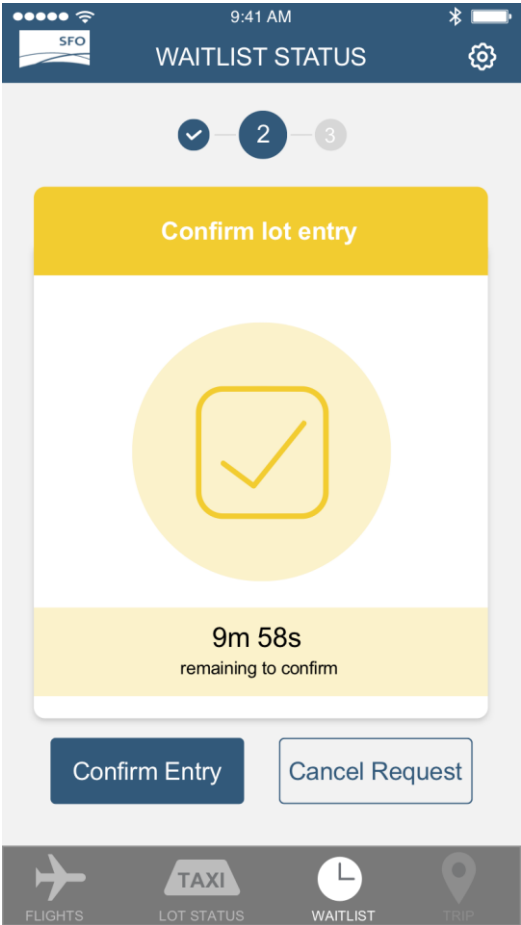 9:41 AM
SFO
WAITLIST STATUS
2
3
Confirm lot entry
9m 58s
remaining to confirm
Confirm Entry
Cancel Request
TAXI
FLIGHTS
LOT STATUS
WAITLIST
TRIP